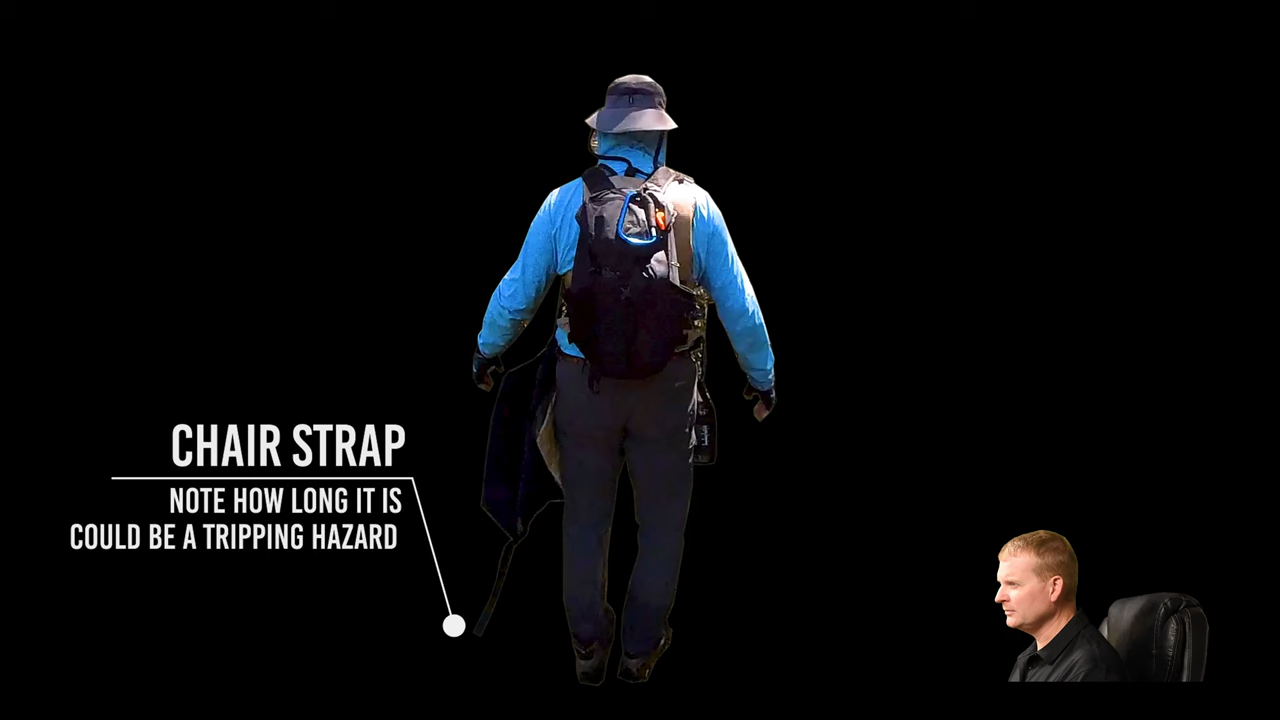 CHAIR STRAP
NOTE HOW LONG IT IS
COULD BE A TRIPPING HAZARD